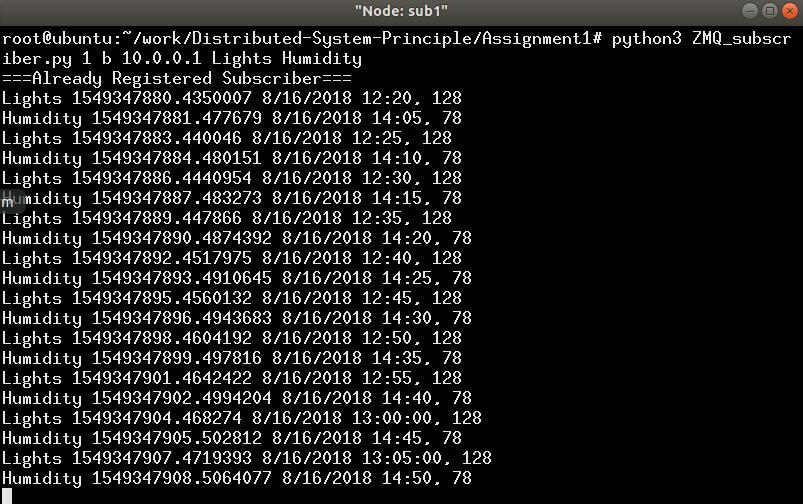 "Node: sub1"
root@ubuntu:~/work/Distributed-System-Principle/Assignment1# python3 ZMQ_subscr
iber.py 1 b 10.0.0.1 Lights Humidity
===Already Registered Subscriber===
Lights 1549347880.4350007 8/16/2018 12:20, 128
Humidity 1549347881.477679 8/16/2018 14:05, 78
Lights 1549347883.440046 8/16/2018 12:25, 128
Humidity 1549347884.480151 8/16/2018 14:10, 78
Lights 1549347886.4440954 8/16/2018 12:30, 128
Humidity 1549347887.483273 8/16/2018 14:15, 78
Lights 1549347889.447866 8/16/2018 12:35, 128
Humidity 1549347890.4874392 8/16/2018 14:20, 78
Lights 1549347892.4517975 8/16/2018 12:40, 128
Humidity 1549347893.4910645 8/16/2018 14:25, 78
Lights 1549347895.4560132 8/16/2018 12:45, 128
Humidity 1549347896.4943683 8/16/2018 14:30, 78
Lights 1549347898.4604192 8/16/2018 12:50, 128
Humidity 1549347899.497816 8/16/2018 14:35, 78
Lights 1549347901.4642422 8/16/2018 12:55, 128
Humidity 1549347902.4994204 8/16/2018 14:40, 78
Lights 1549347904.468274 8/16/2018 13:00:00, 128
Humidity 1549347905.502812 8/16/2018 14:45, 78
Lights 1549347907.4719393 8/16/2018 13:05:00, 128
Humidity 1549347908.5064077 8/16/2018 14:50, 78